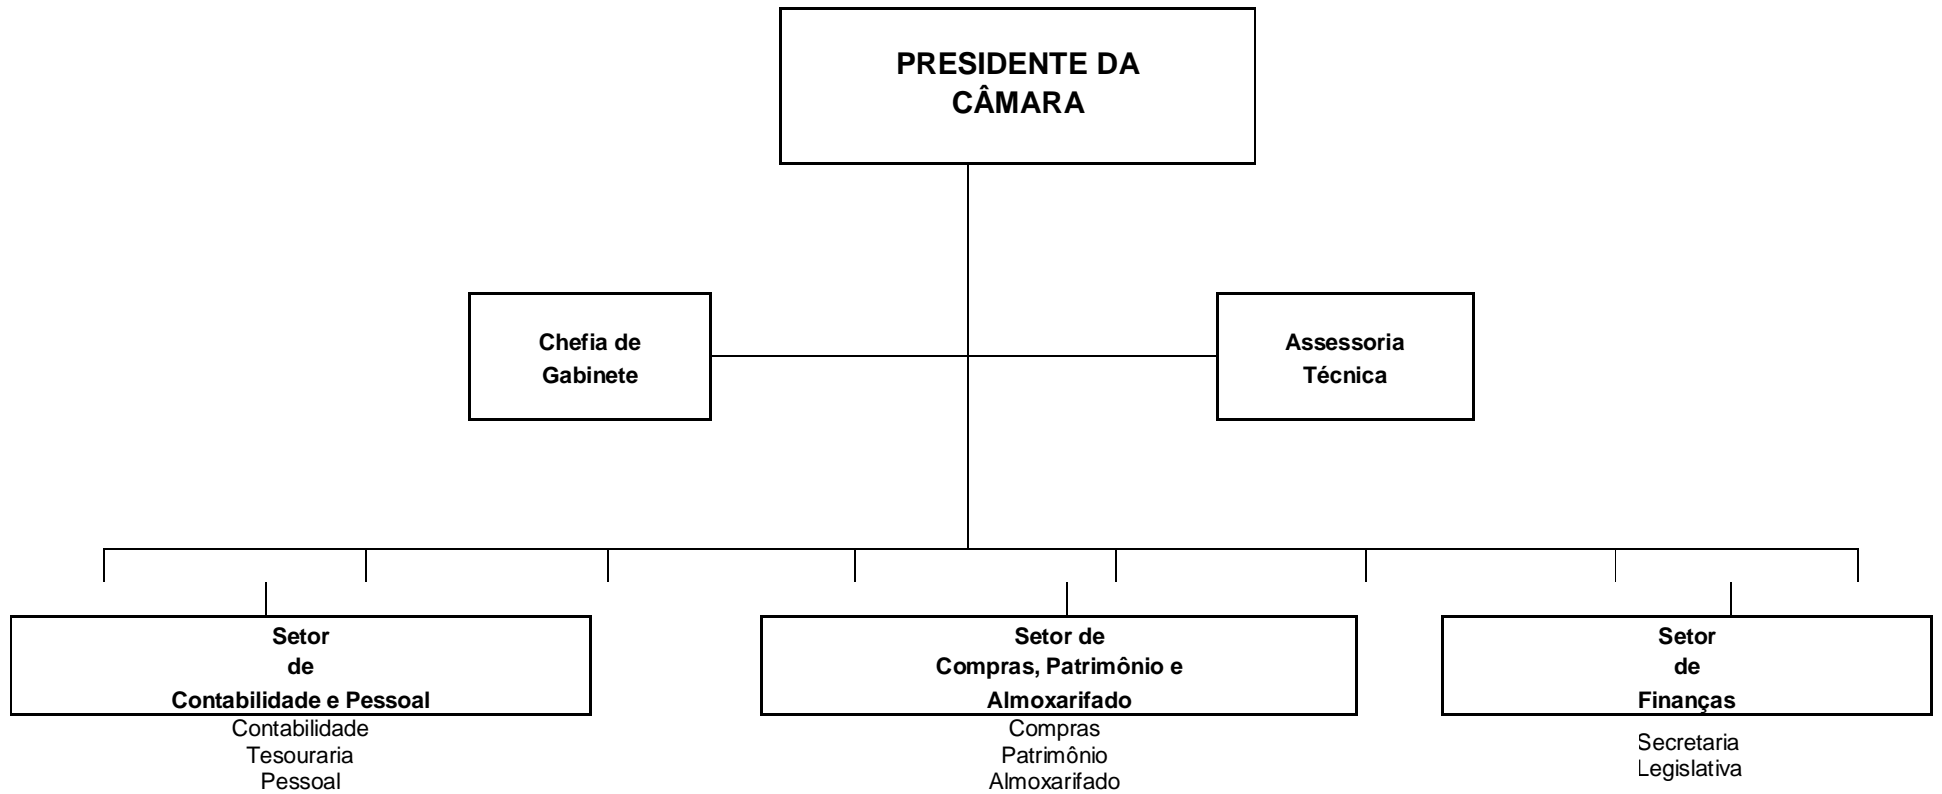 PRESIDENTE DA
CÂMARA
Chefia de
Gabinete
Assessoria
Técnica
Setor
de
Contabilidade e Pessoal
Contabilidade
Tesouraria
Pessoal
Setor de
Compras, Patrimônio e
Almoxarifado
Compras
Patrimônio
Almoxarifado
Setor
de
Finanças
Secretaria
Legislativa